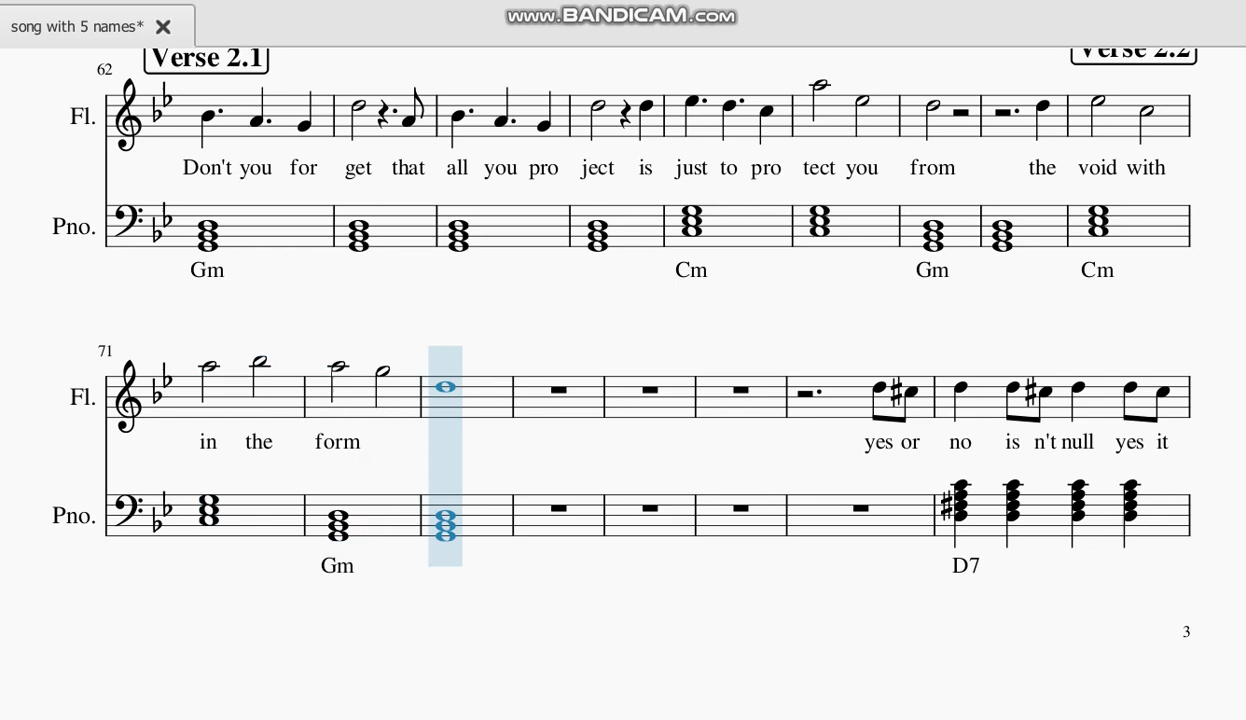 www.BANDICAM.com
song with 5 names*
Verse 2.1
Verse 2.2
62
Fl.
Don't you for get that all you pro ject is just to pro tect you from the void with
Pno.
Gm Cm Gm Cm
71
Fl.
in the form yes or no is n't null yes it
Pno.
Gm D7
3